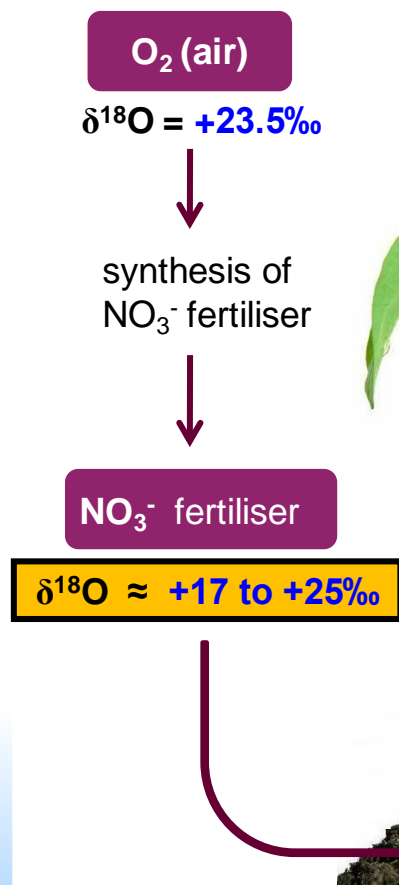 O₂ (air)
δ¹⁸O = +23.5‰
synthesis of
NO₃⁻ fertiliser
NO₃⁻ fertiliser
δ¹⁸O ≈ +17 to +25‰